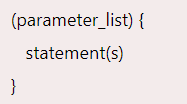 (parameter_list) {
statement(s)
}